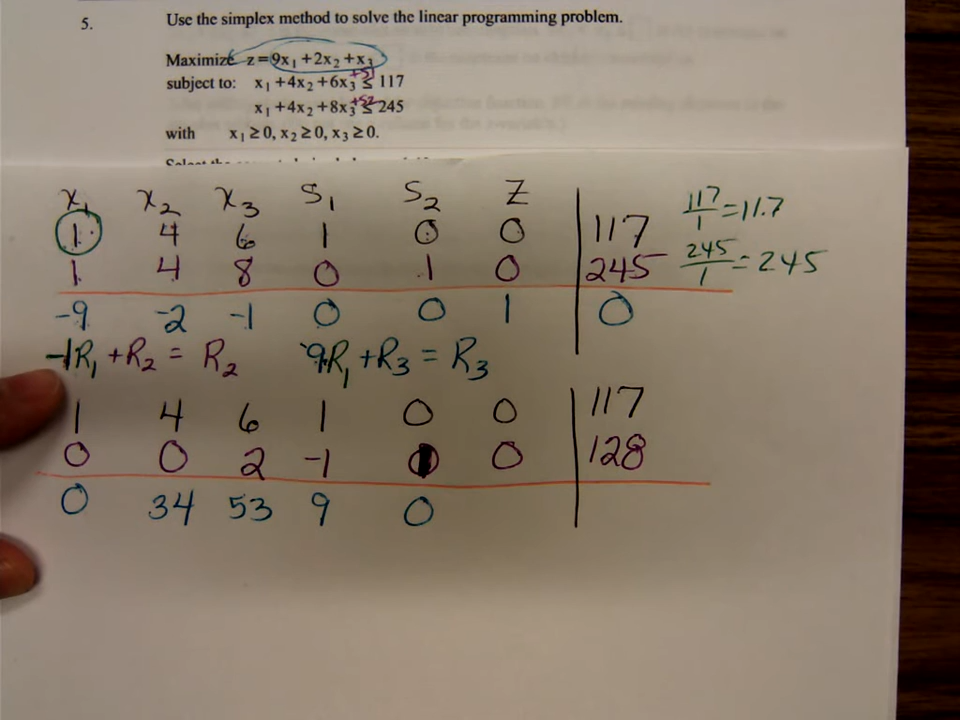 5. Use the simplex method to solve the linear programming problem.
Maximize z=9x₁+2x₂+x₃
subject to: x₁+4x₂+6x₃ +s₁ ≤ 117
x₁+4x₂+8x₃ +s₂ ≤ 245
with x₁≥0, x₂≥0, x₃≥0.
x₁ x₂ x₃ S₁ S₂ Z
1 4 6 1 0 0 117 117/1 = 11.7
1 4 8 0 1 0 245 245/1 = 245
-9 -2 -1 0 0 1 0
-1R₁ + R₂ = R₂ 9R₁ + R₃ = R₃
1 4 6 1 0 0 117
0 0 2 -1 1 0 128
0 34 53 9 0